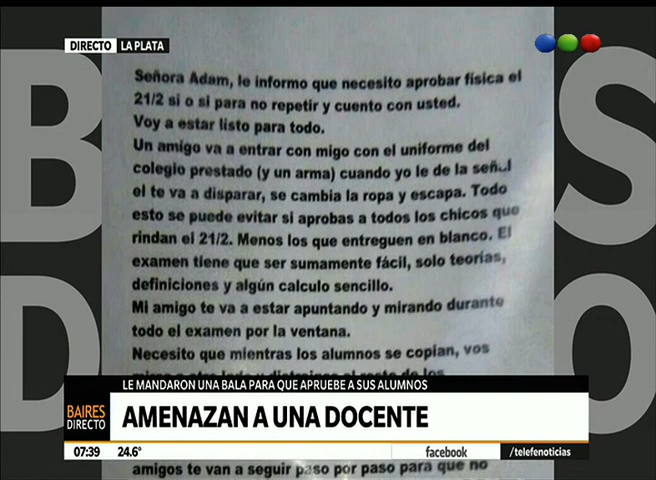 DIRECTO LA PLATA
Señora Adam, le informo que necesito aprobar física el
21/2 si o si para no repetir y cuento con usted.
Voy a estar listo para todo.
Un amigo va a entrar con migo con el uniforme del
colegio prestado (y un arma) cuando yo le de la señal
el te va a disparar, se cambia la ropa y escapa. Todo
esto se puede evitar si aprobas a todos los chicos que
rindan el 21/2. Menos los que entreguen en blanco. El
examen tiene que ser sumamente fácil, solo teorías,
definiciones y algún calculo sencillo.
Mi amigo te va a estar apuntando y mirando durante
todo el examen por la ventana.
Necesito que mientras los alumnos se copian, vos
LE MANDARON UNA BALA PARA QUE APRUEBE A SUS ALUMNOS
BAIRES
DIRECTO
AMENAZAN A UNA DOCENTE
07:39 24.6° facebook /telefenoticias
amigos te van a seguir paso por paso para que no
B S
D O